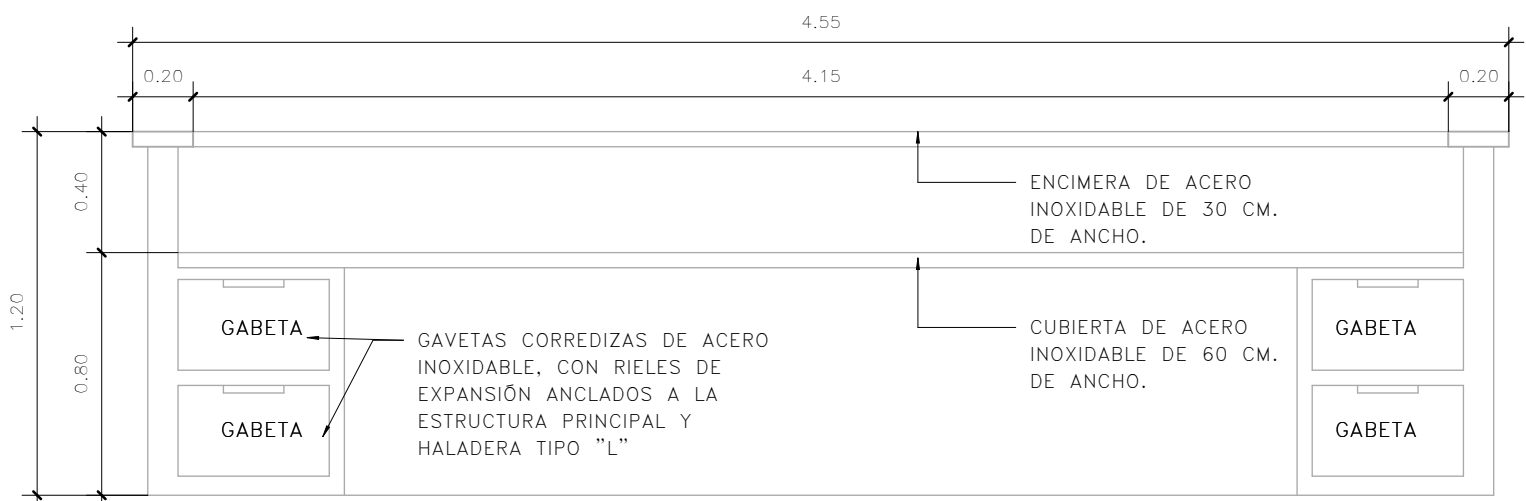 4.55
0.20
4.15
0.20
0.40
1.20
0.80
ENCIMERA DE ACERO
INOXIDABLE DE 30 CM.
DE ANCHO.
GABETA
GABETA
GAVETAS CORREDIZAS DE ACERO
INOXIDABLE, CON RIELES DE
EXPANSIÓN ANCLADOS A LA
ESTRUCTURA PRINCIPAL Y
HALADERA TIPO "L"
CUBIERTA DE ACERO
INOXIDABLE DE 60 CM.
DE ANCHO.
GABETA
GABETA